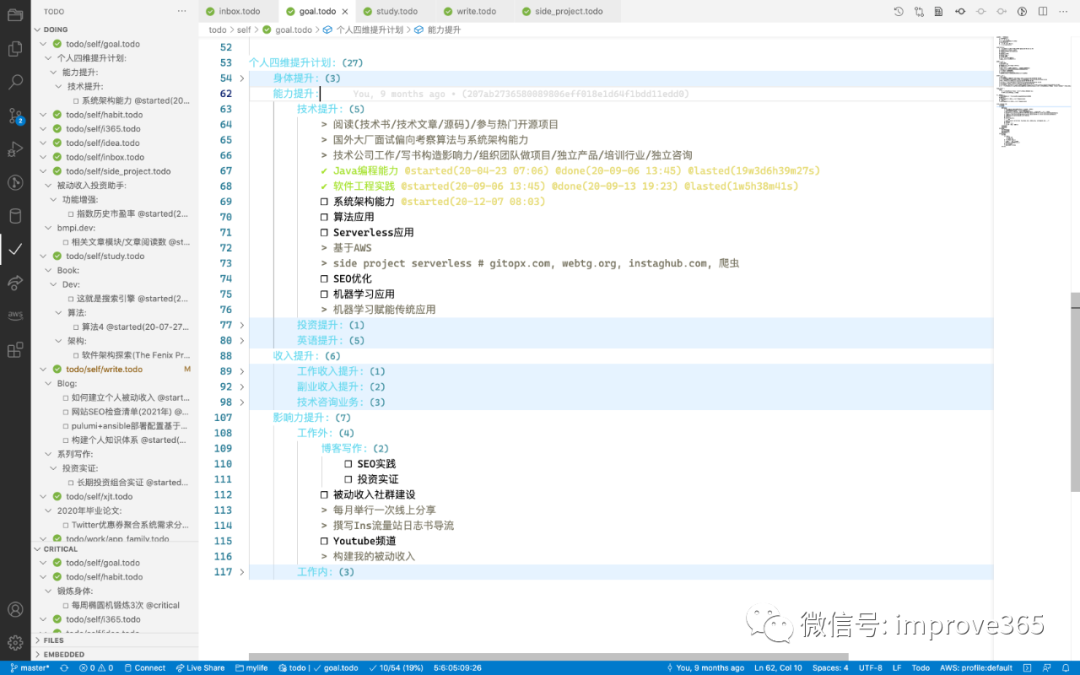 TODO ···
DOING
todo/self/goal.todo
个人四维提升计划:
能力提升:
技术提升:
系统架构能力 @started(20...
todo/self/habit.todo
todo/self/i365.todo
todo/self/idea.todo
todo/self/inbox.todo
todo/self/side_project.todo
被动收入投资助手:
功能增强:
指数历史市盈率 @started(2...
bmpi.dev:
相关文章模块/文章阅读数 @st...
todo/self/study.todo
Book:
Dev:
这就是搜索引擎 @started(2...
算法:
算法4 @started(20-07-27...
架构:
软件架构探索(The Fenix Pr...
todo/self/write.todo M
Blog:
如何建立个人被动收入 @start...
网站SEO检查清单(2021年) @...
pulumi+ansible部署配置基于...
构建个人知识体系 @started(...
系列写作:
投资实证:
长期投资组合实证 @started...
todo/self/xjt.todo
2020年毕业论文:
Twitter优惠券聚合系统需求分...
todo/work/app_family.todo
CRITICAL
todo/self/goal.todo
todo/self/habit.todo
锻炼身体:
每周椭圆机锻炼3次 @critical
todo/self/i365.todo
todo/self/idea.todo
FILES
EMBEDDED
2
aws
inbox.todo goal.todo × study.todo write.todo side_project.todo
todo > self > goal.todo > 个人四维提升计划 > 能力提升
52
53 个人四维提升计划: (27)
54 > 身体提升: (3)
62 能力提升: You, 9 months ago • (207ab2736580089886eff818e1d64f1bdd11edd0)
63 技术提升: (5)
64 > 阅读(技术书/技术文章/源码)/参与热门开源项目
65 > 国外大厂面试偏向考察算法与系统架构能力
66 > 技术公司工作/写书构造影响力/组织团队做项目/独立产品/培训行业/独立咨询
67 ✔ Java编程能力 @started(20-04-23 07:06) @done(20-09-06 13:45) @lasted(19w3d6h39m27s)
68 ✔ 软件工程实践 @started(20-09-06 13:45) @done(20-09-13 19:23) @lasted(1w5h38m41s)
69 ☐ 系统架构能力 @started(20-12-07 08:03)
70 ☐ 算法应用
71 ☐ Serverless应用
72 > 基于AWS
73 > side project serverless # gitopx.com, webtg.org, instaghub.com, 爬虫
74 ☐ SEO优化
75 ☐ 机器学习应用
76 > 机器学习赋能传统应用
77 > 投资提升: (1)
80 > 英语提升: (5)
88 收入提升: (6)
89 > 工作收入提升: (1)
92 > 副业收入提升: (2)
98 > 技术咨询业务: (3)
107 影响力提升: (7)
108 工作外: (4)
109 博客写作: (2)
110 ☐ SEO实践
111 ☐ 投资实证
112 ☐ 被动收入社群建设
113 > 每月举行一次线上分享
114 > 撰写Ins流量站日志书导流
115 ☐ Youtube频道
116 > 构建我的被动收入
117 > 工作内: (3)
微信号: improve365
master* 0 0 Connect Live Share mylife todo | ✓ goal.todo ✓ 10/54 (19%) 5:6:05:09:26 You, 9 months ago Ln 62, Col 10 Spaces: 4 UTF-8 LF Todo AWS: profile:default